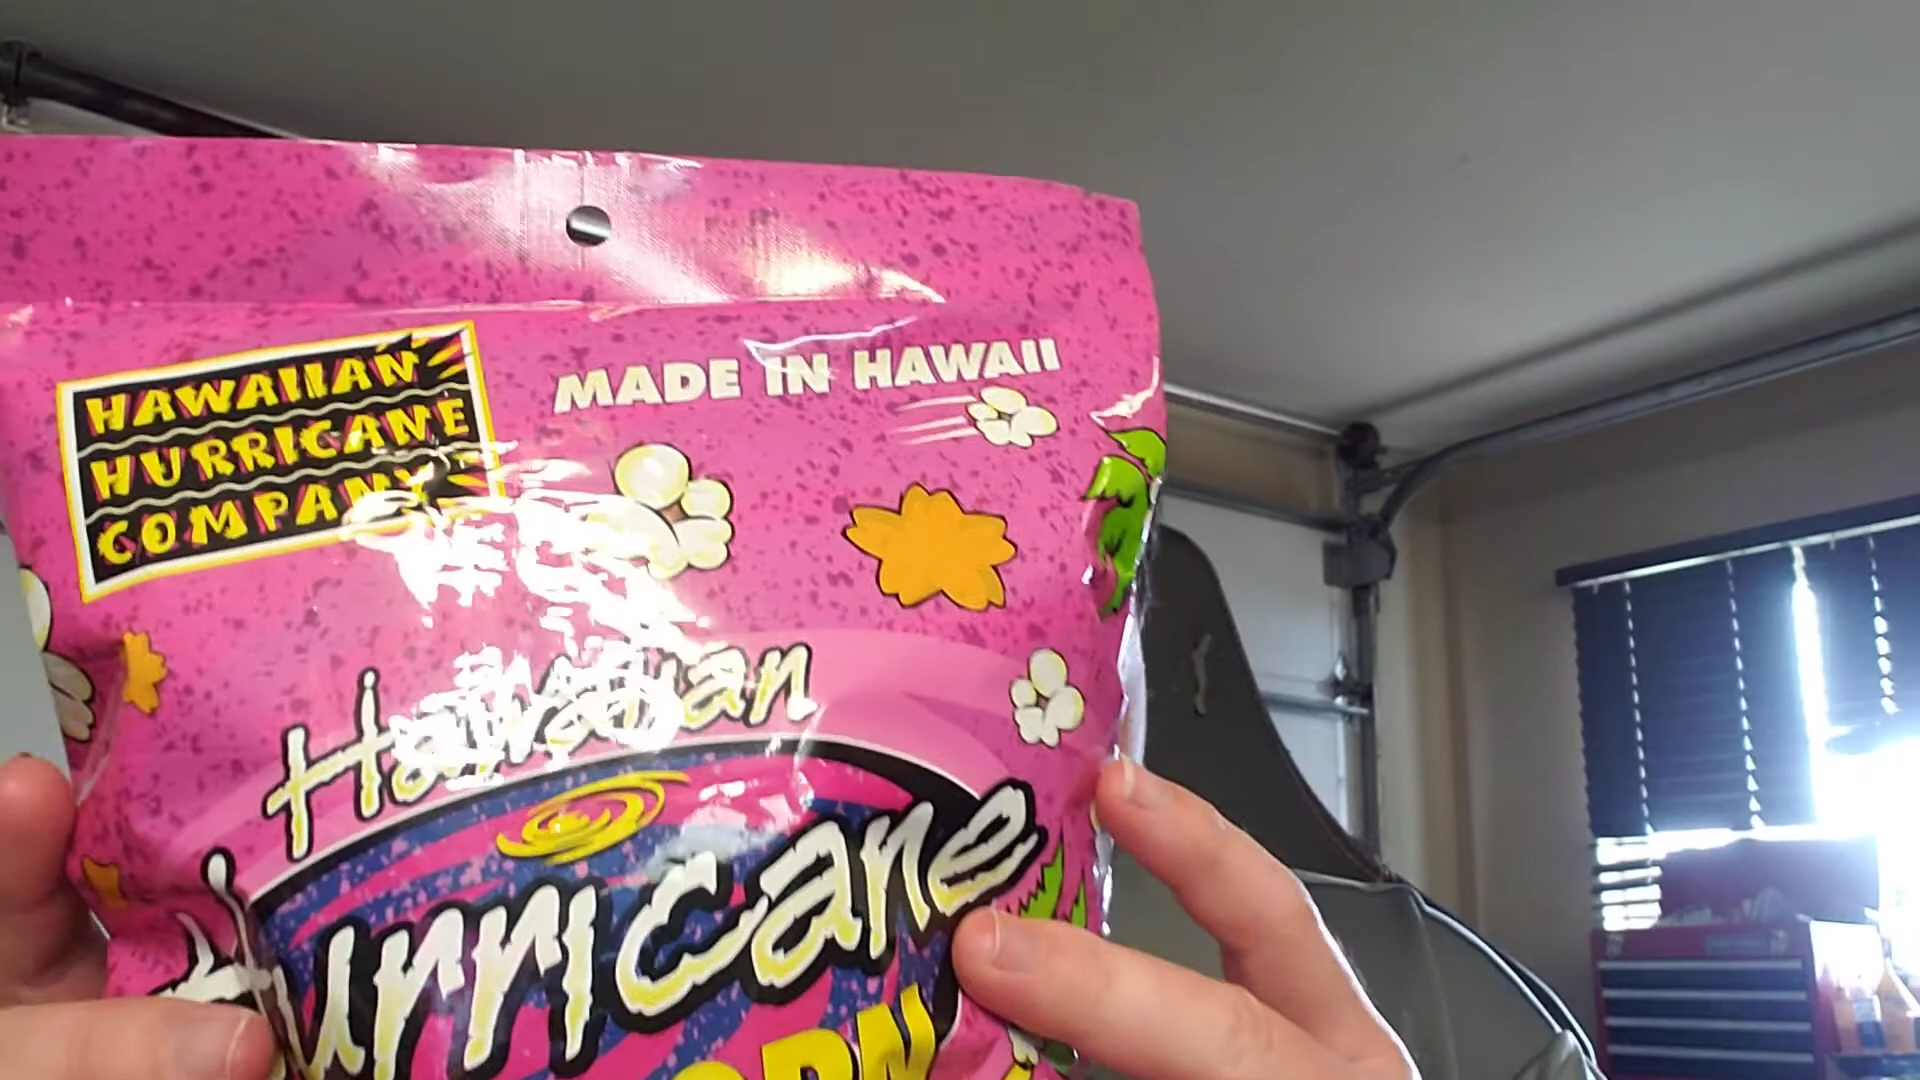 HAWAIIAN
HURRICANE
COMPANY
MADE IN HAWAII
Hawaiian
Hurricane